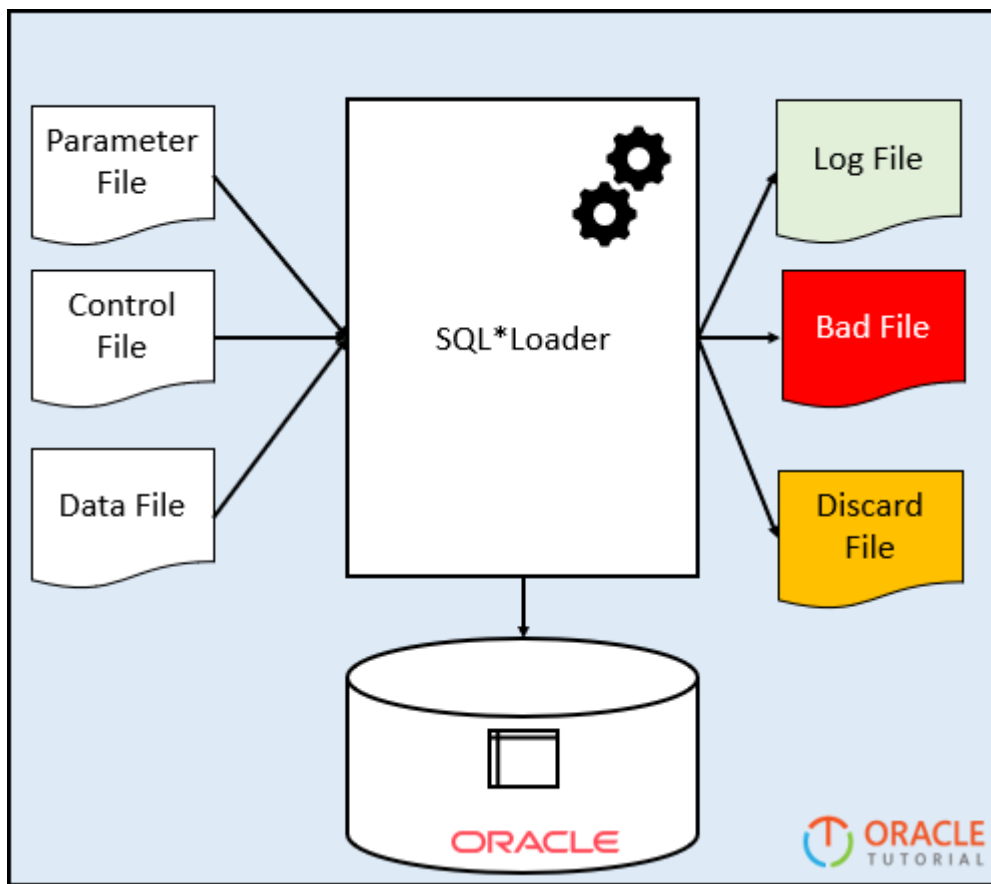 Parameter
File
Control
File
Data File
SQL*Loader
Log File
Bad File
Discard
File
ORACLE
ORACLE
TUTORIAL